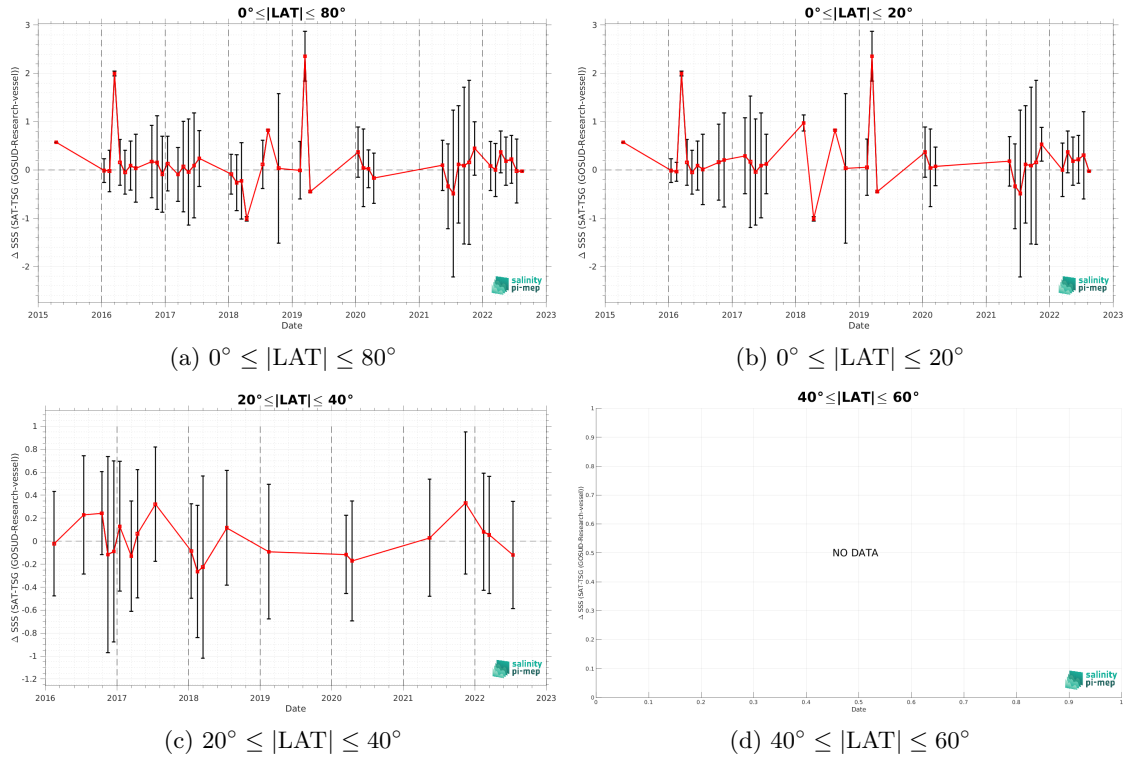 0°≤|LAT|≤ 80°
Δ SSS (SAT-TSG (GOSUD-Research-vessel))
3
2
1
0
-1
-2
2015 2016 2017 2018 2019 2020 2021 2022 2023
Date
salinity
pi-mep
(a) 0° ≤ |LAT| ≤ 80°
0°≤|LAT|≤ 20°
Δ SSS (SAT-TSG (GOSUD-Research-vessel))
3
2
1
0
-1
-2
2015 2016 2017 2018 2019 2020 2021 2022 2023
Date
salinity
pi-mep
(b) 0° ≤ |LAT| ≤ 20°
20°≤|LAT|≤ 40°
Δ SSS (SAT-TSG (GOSUD-Research-vessel))
1
0.8
0.6
0.4
0.2
0
-0.2
-0.4
-0.6
-0.8
-1
-1.2
2016 2017 2018 2019 2020 2021 2022 2023
Date
salinity
pi-mep
(c) 20° ≤ |LAT| ≤ 40°
40°≤|LAT|≤ 60°
Δ SSS (SAT-TSG (GOSUD-Research-vessel))
1
0.9
0.8
0.7
0.6
0.5
0.4
0.3
0.2
0.1
0
NO DATA
0 0.1 0.2 0.3 0.4 0.5 0.6 0.7 0.8 0.9 1
Date
salinity
pi-mep
(d) 40° ≤ |LAT| ≤ 60°